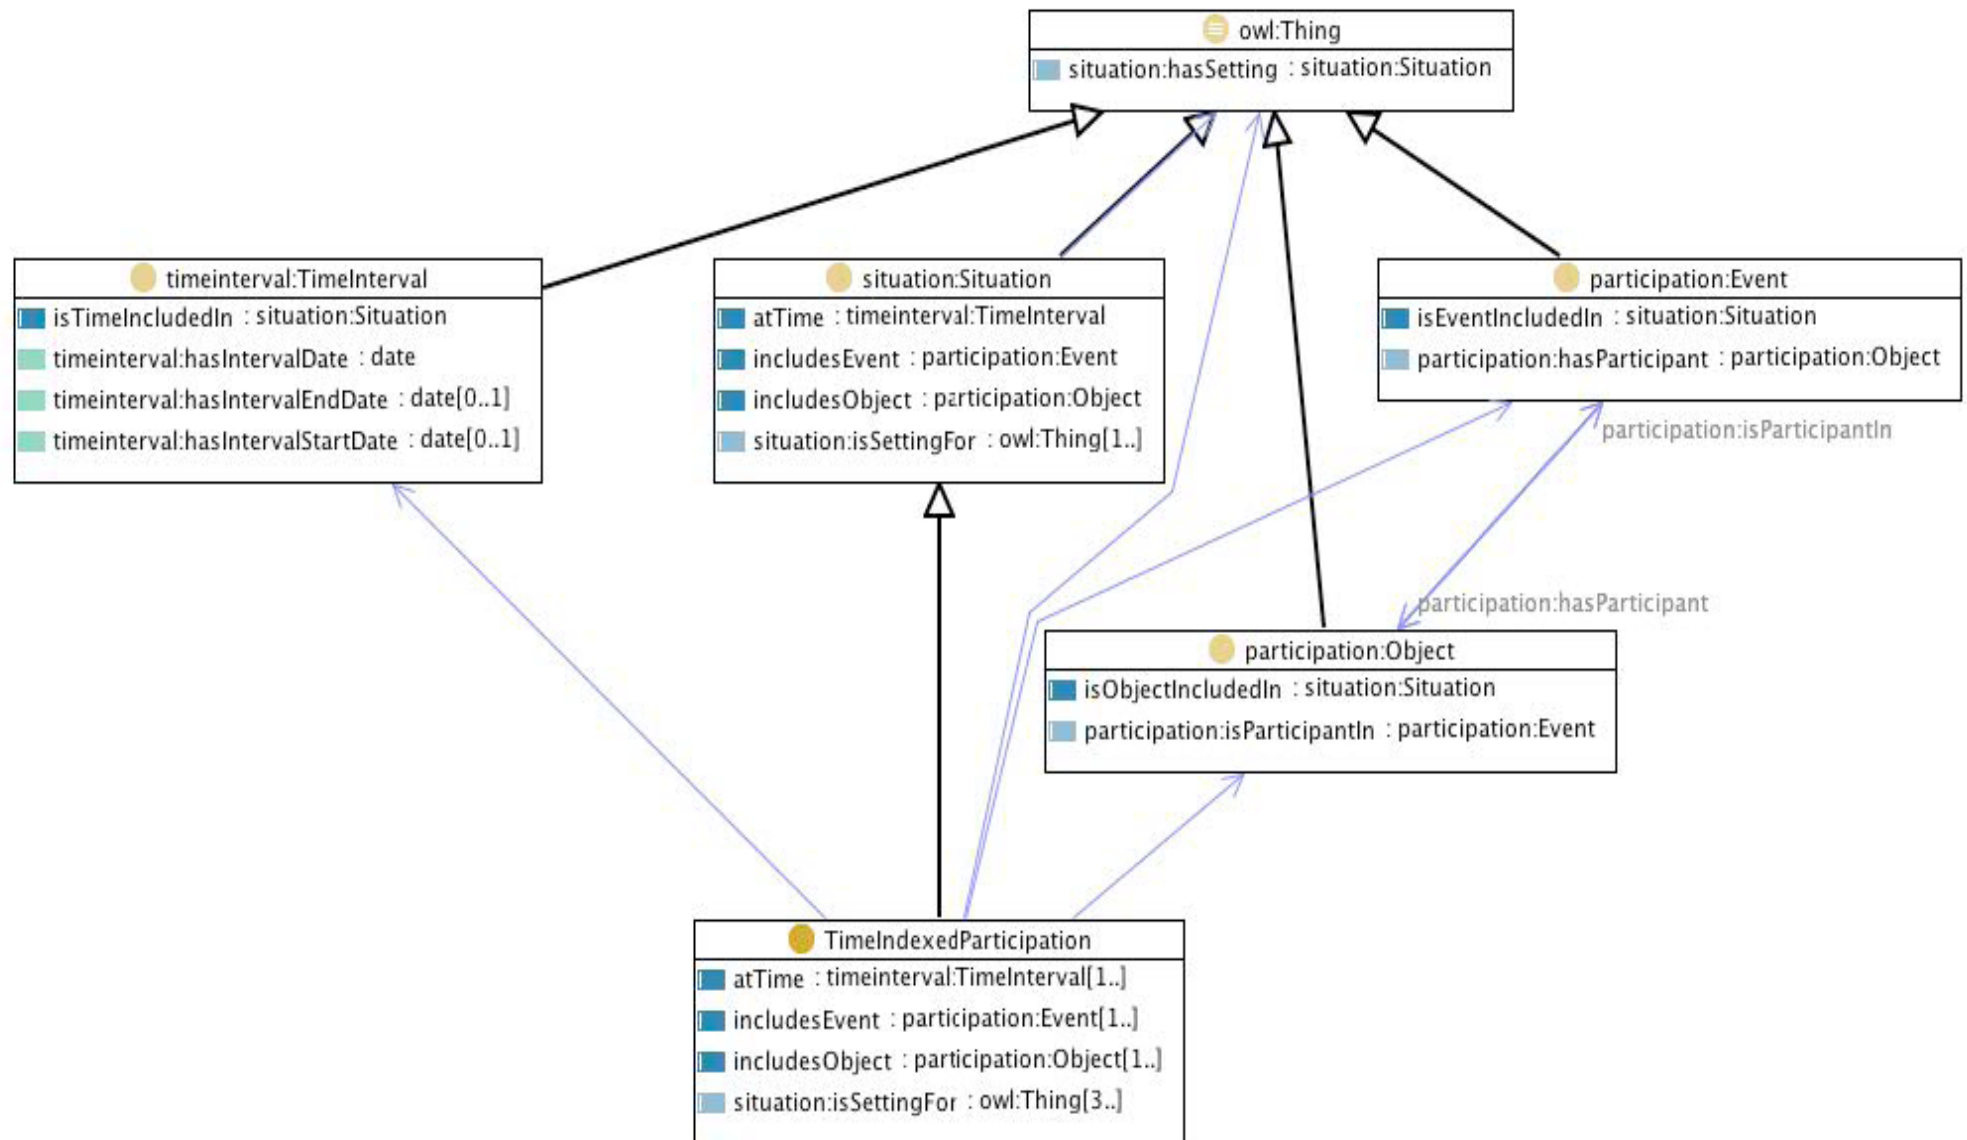 owl:Thing
situation:hasSetting : situation:Situation
timeinterval:TimeInterval
isTimeIncludedIn : situation:Situation
timeinterval:hasIntervalDate : date
timeinterval:hasIntervalEndDate : date[0..1]
timeinterval:hasIntervalStartDate : date[0..1]
situation:Situation
atTime : timeinterval:TimeInterval
includesEvent : participation:Event
includesObject : participation:Object
situation:isSettingFor : owl:Thing[1..]
participation:Event
isEventIncludedIn : situation:Situation
participation:hasParticipant : participation:Object
participation:isParticipantIn
participation:hasParticipant
participation:Object
isObjectIncludedIn : situation:Situation
participation:isParticipantIn : participation:Event
TimeIndexedParticipation
atTime : timeinterval:TimeInterval[1..]
includesEvent : participation:Event[1..]
includesObject : participation:Object[1..]
situation:isSettingFor : owl:Thing[3..]